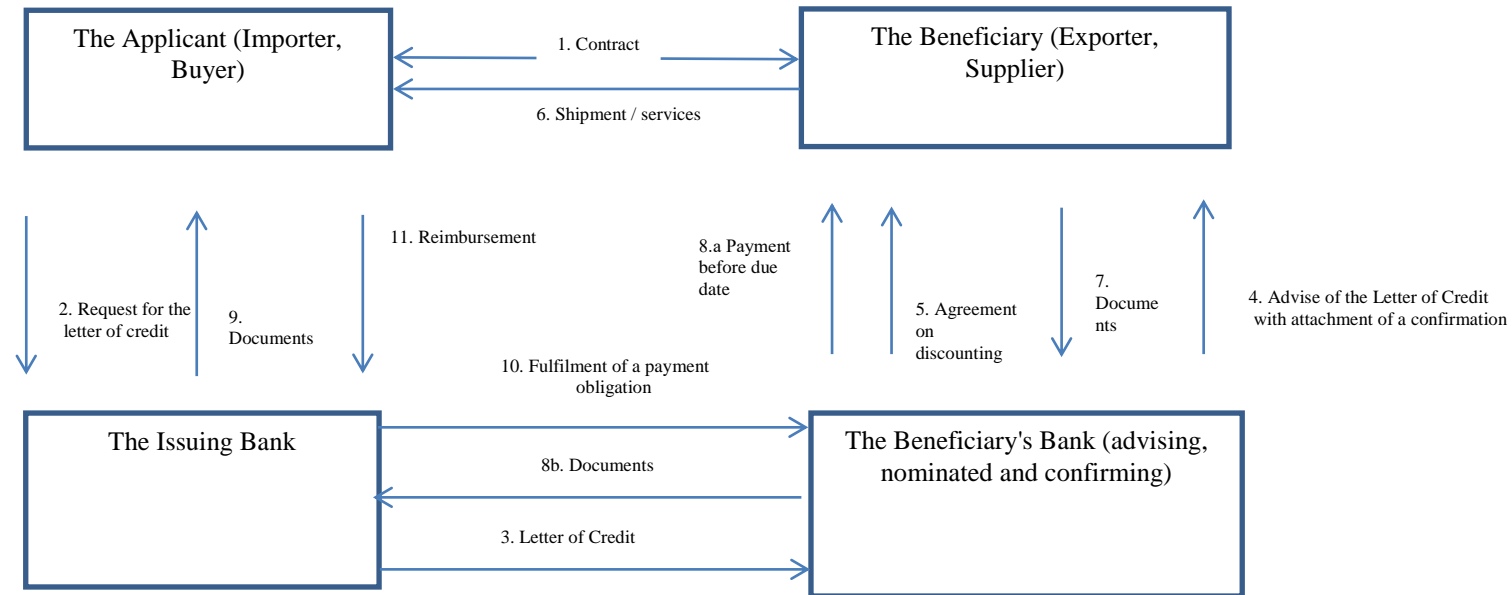 The Applicant (Importer,
Buyer)
1. Contract
The Beneficiary (Exporter,
Supplier)
6. Shipment / services
2. Request for the
letter of credit
9.
Documents
11. Reimbursement
8.a Payment
before due
date
5. Agreement
on
discounting
7.
Docume
nts
4. Advise of the Letter of Credit
with attachment of a confirmation
10. Fulfilment of a payment
obligation
The Issuing Bank
8b. Documents
3. Letter of Credit
The Beneficiary's Bank (advising,
nominated and confirming)